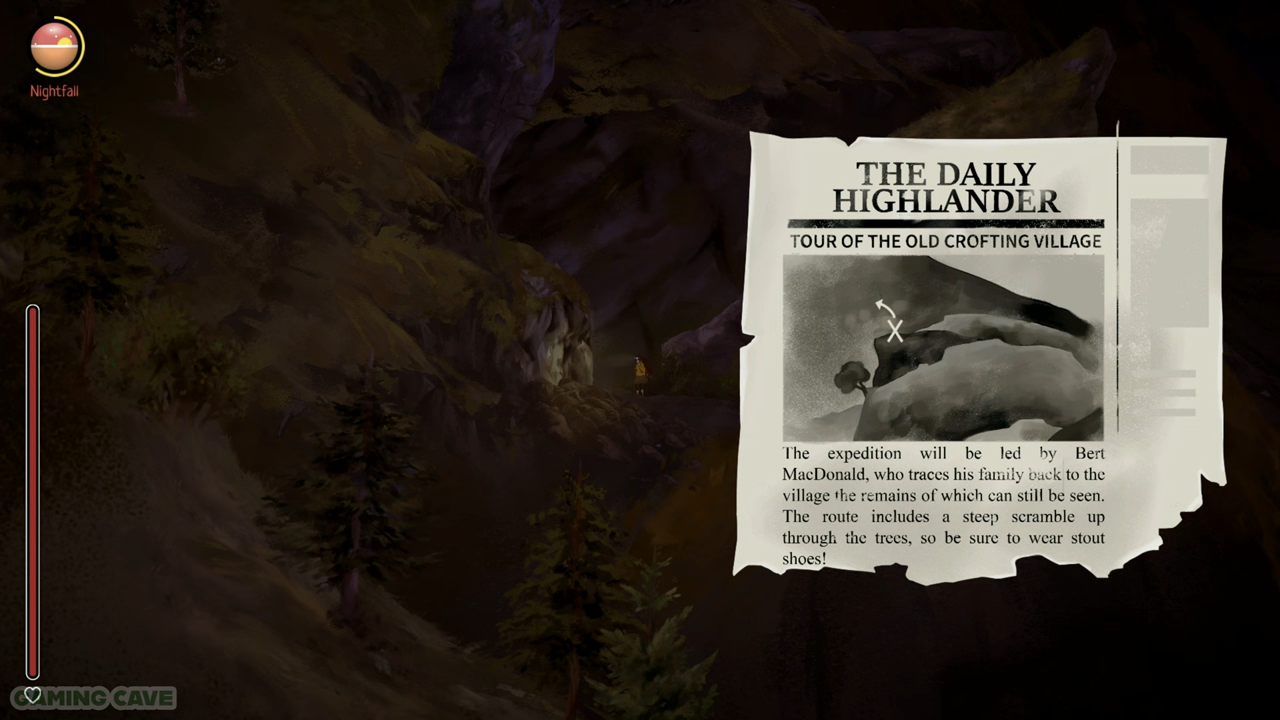 Nightfall
THE DAILY
HIGHLANDER
TOUR OF THE OLD CROFTING VILLAGE
X
The expedition will be led by Bert
MacDonald, who traces his family back to the
village the remains of which can still be seen.
The route includes a steep scramble up
through the trees, so be sure to wear stout
shoes!
GAMING CAVE